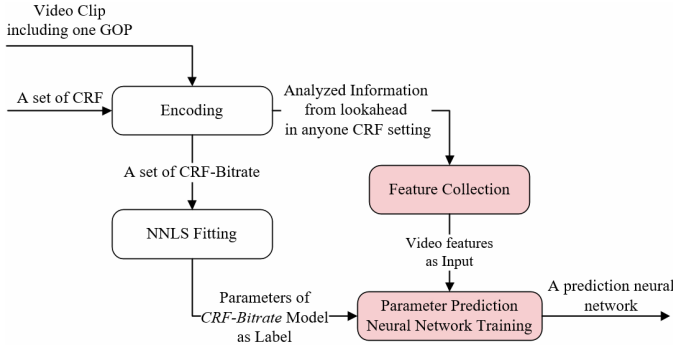 Video Clip
including one GOP
A set of CRF
Encoding
Analyzed Information
from lookahead
in anyone CRF setting
A set of CRF-Bitrate
Feature Collection
NNLS Fitting
Video features
as Input
Parameters of
CRF-Bitrate Model
as Label
Parameter Prediction
Neural Network Training
A prediction neural
network